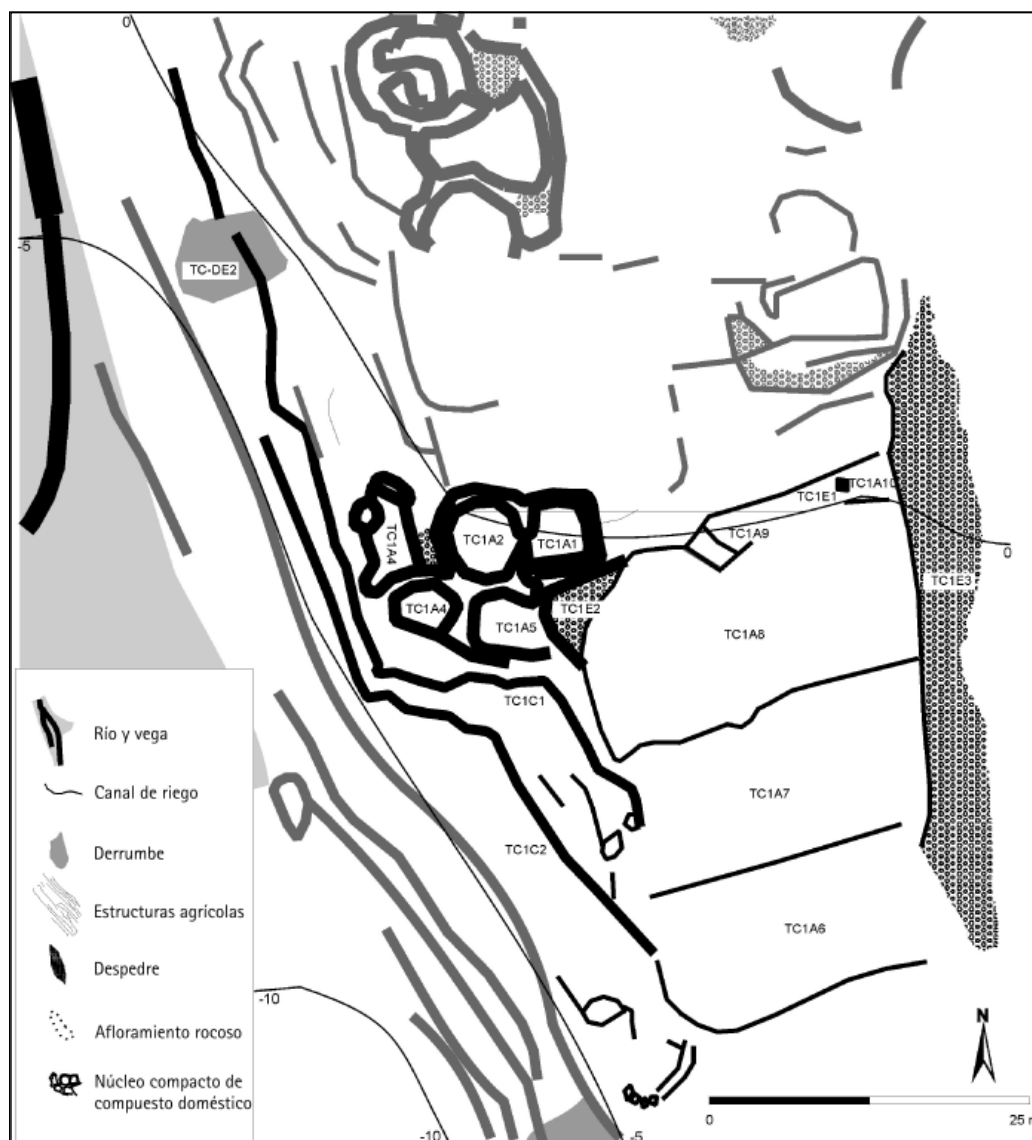 0
-5
TC-DE2
TC1A4
TC1A2
TC1A1
TC1E1
TC1A10
TC1A9
0
TC1E3
TC1A4
TC1A5
TC1E2
TC1A8
TC1C1
TC1A7
TC1C2
TC1A6
-10
-10
-5
Río y vega
Canal de riego
Derrumbe
Estructuras agrícolas
Despedre
Afloramiento rocoso
Núcleo compacto de
compuesto doméstico
N
0
25 m